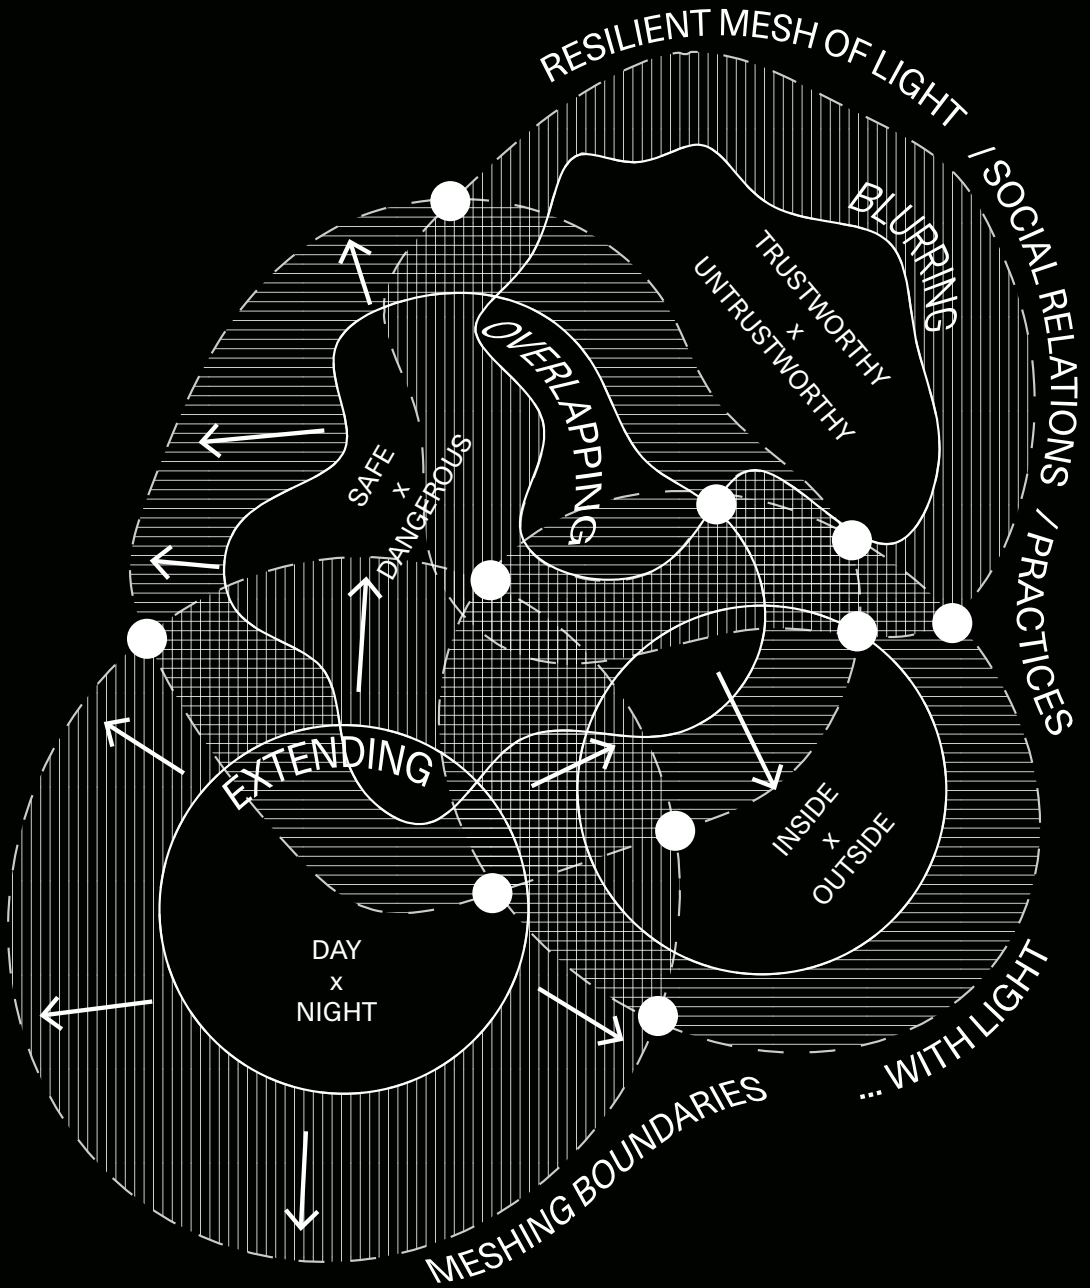 RESILIENT MESH OF LIGHT / SOCIAL RELATIONS / PRACTICES
BLURRING
TRUSTWORTHY
x
UNTRUSTWORTHY
OVERLAPPING
SAFE
x
DANGEROUS
EXTENDING
INSIDE
x
OUTSIDE
DAY
x
NIGHT
MESHING BOUNDARIES ... WITH LIGHT